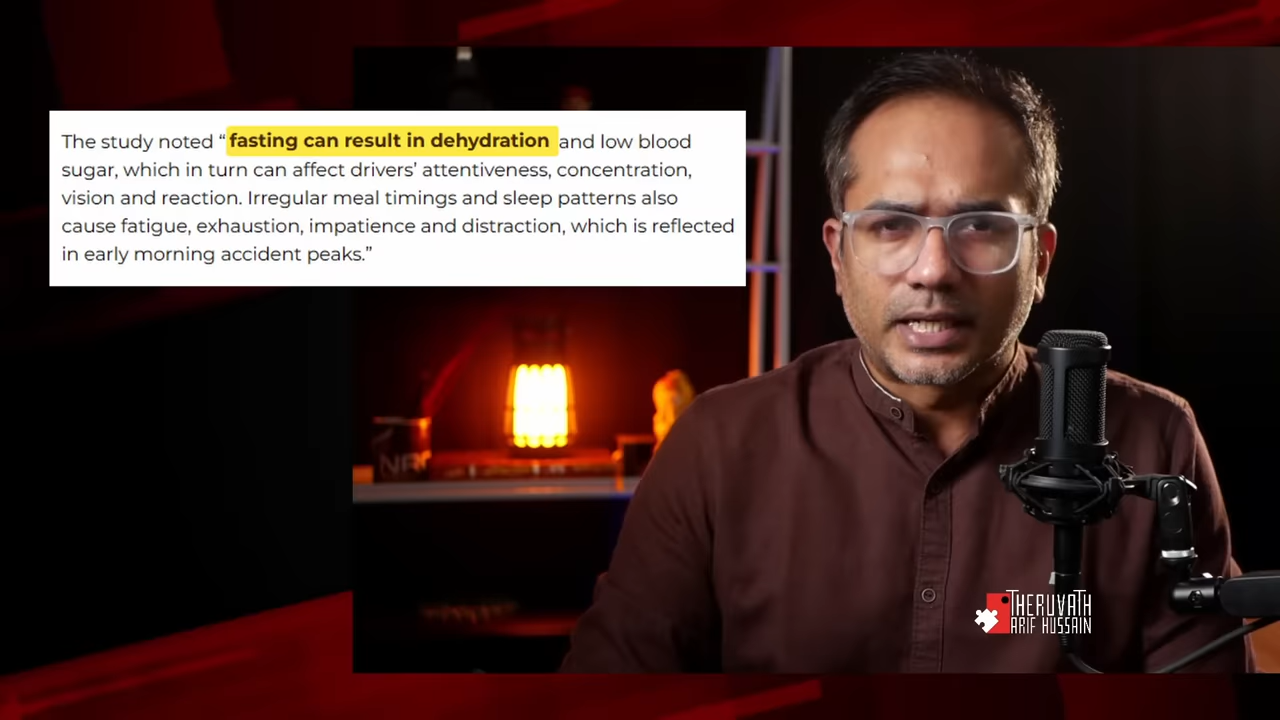 The study noted “fasting can result in dehydration and low blood
sugar, which in turn can affect drivers’ attentiveness, concentration,
vision and reaction. Irregular meal timings and sleep patterns also
cause fatigue, exhaustion, impatience and distraction, which is reflected
in early morning accident peaks.”
THERUVATH
ARIF HUSSAIN